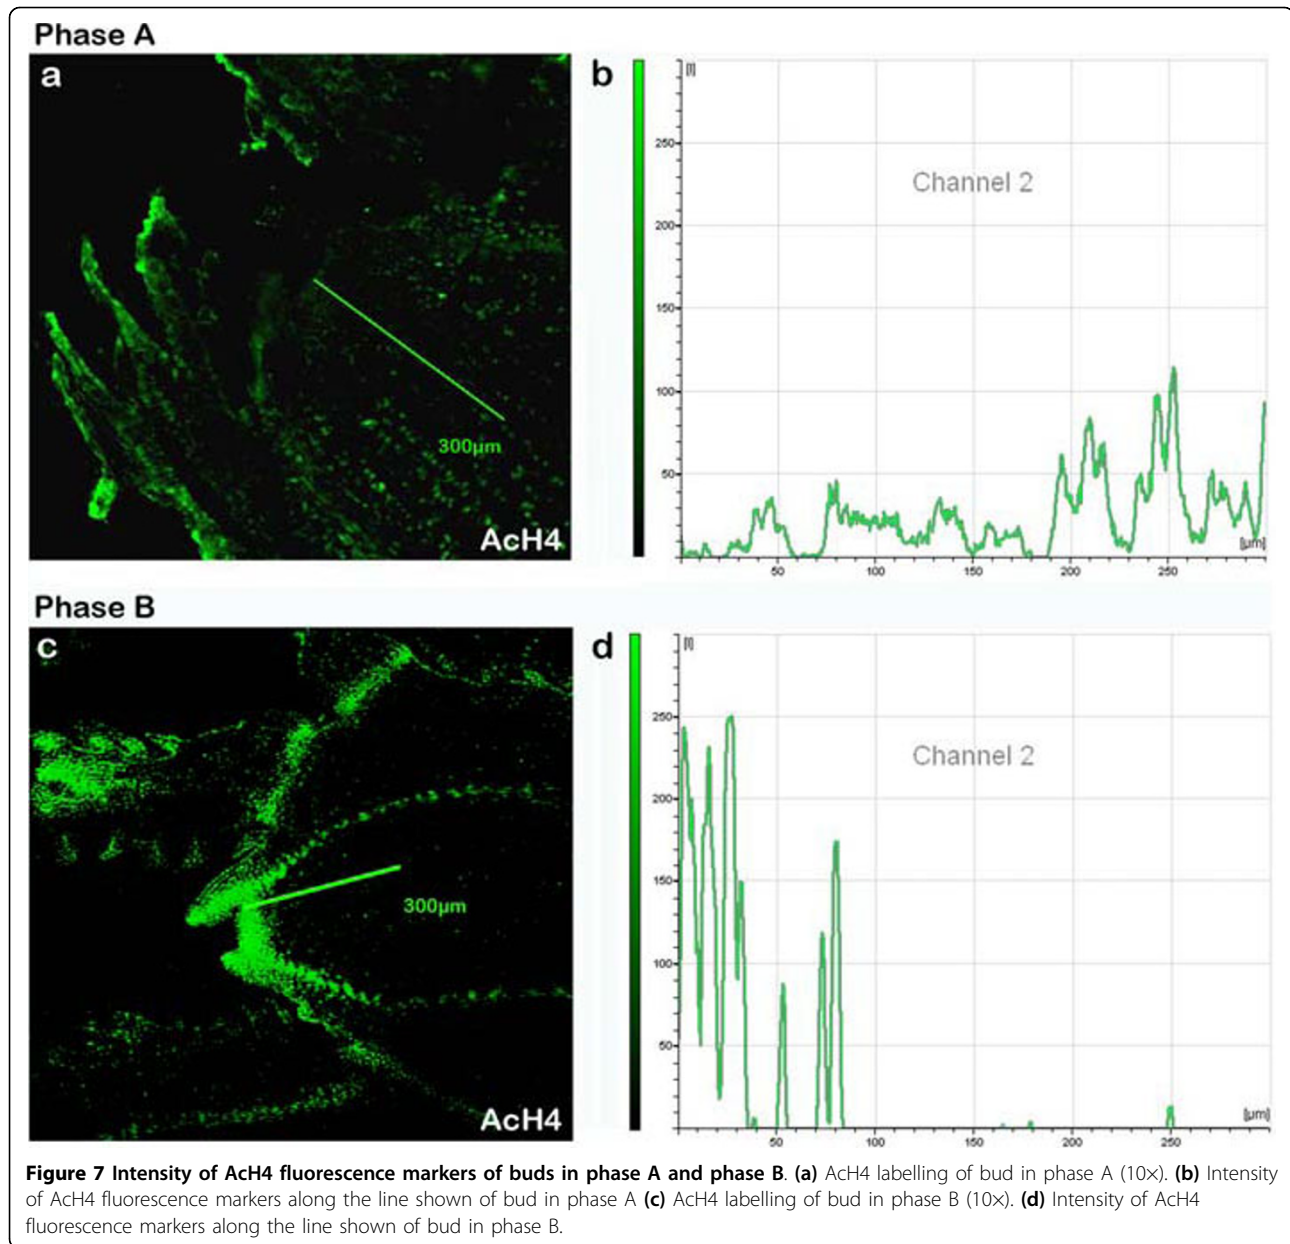 Phase A
a
300µm
AcH4
b
[I]
Channel 2
250
200
150
100
50
50 100 150 200 250
[µm]
Phase B
c
300µm
AcH4
d
[I]
Channel 2
250
200
150
100
50
50 100 150 200 250
[µm]
Figure 7 Intensity of AcH4 fluorescence markers of buds in phase A and phase B. (a) AcH4 labelling of bud in phase A (10×). (b) Intensity
of AcH4 fluorescence markers along the line shown of bud in phase A (c) AcH4 labelling of bud in phase B (10×). (d) Intensity of AcH4
fluorescence markers along the line shown of bud in phase B.